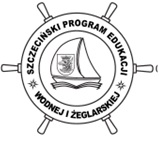 SZCZECIŃSKI PROGRAM EDUKACJI
WODNEJ I ŻEGLARSKIEJ